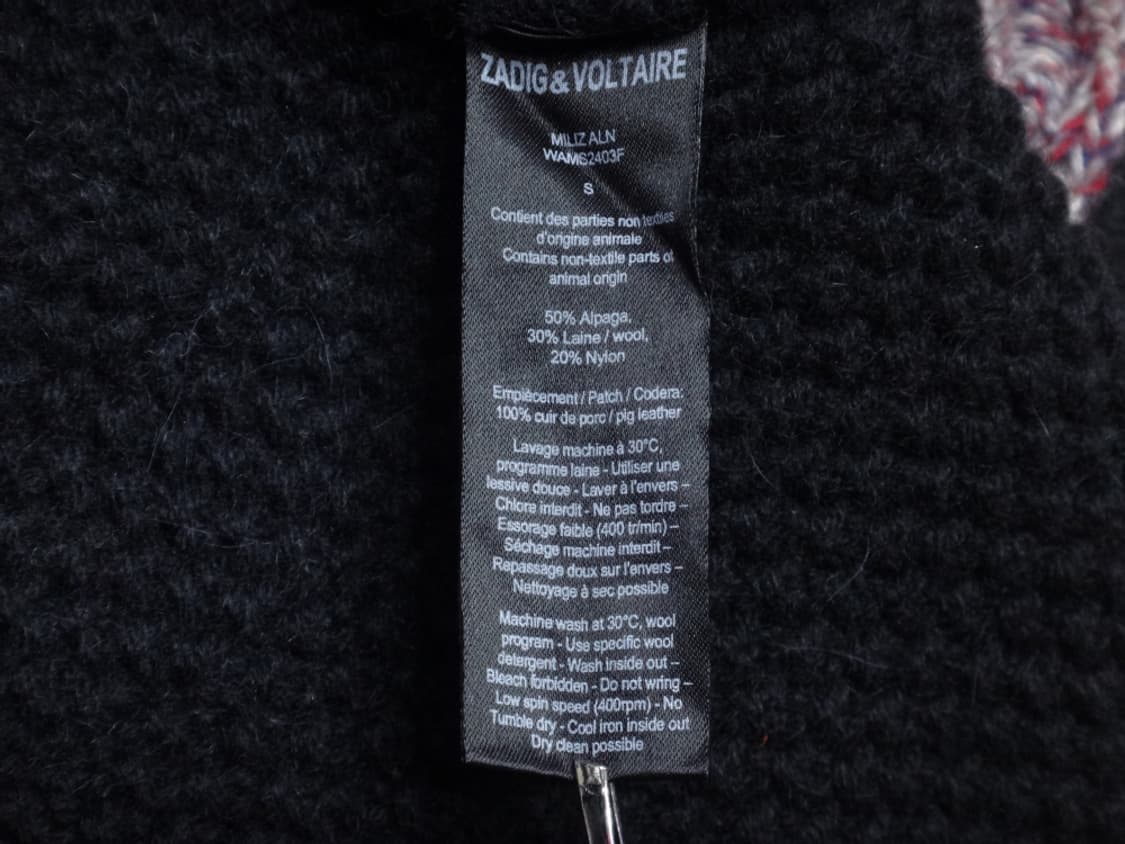 ZADIG&VOLTAIRE
MILIZ ALN
WAMS2403F
S
Contient des parties non textiles
d'origine animale
Contains non-textile parts of
animal origin
50% Alpaga,
30% Laine / wool,
20% Nylon
Empiècement / Patch / Codera:
100% cuir de porc / pig leather
Lavage machine à 30°C,
programme laine - Utiliser une
lessive douce - Laver à l'envers –
Chlore interdit - Ne pas tordre –
Essorage faible (400 tr/min) –
Séchage machine interdit –
Repassage doux sur l'envers –
Nettoyage à sec possible
Machine wash at 30°C, wool
program - Use specific wool
detergent - Wash inside out –
Bleach forbidden - Do not wring –
Low spin speed (400rpm) - No
Tumble dry - Cool iron inside out
Dry clean possible